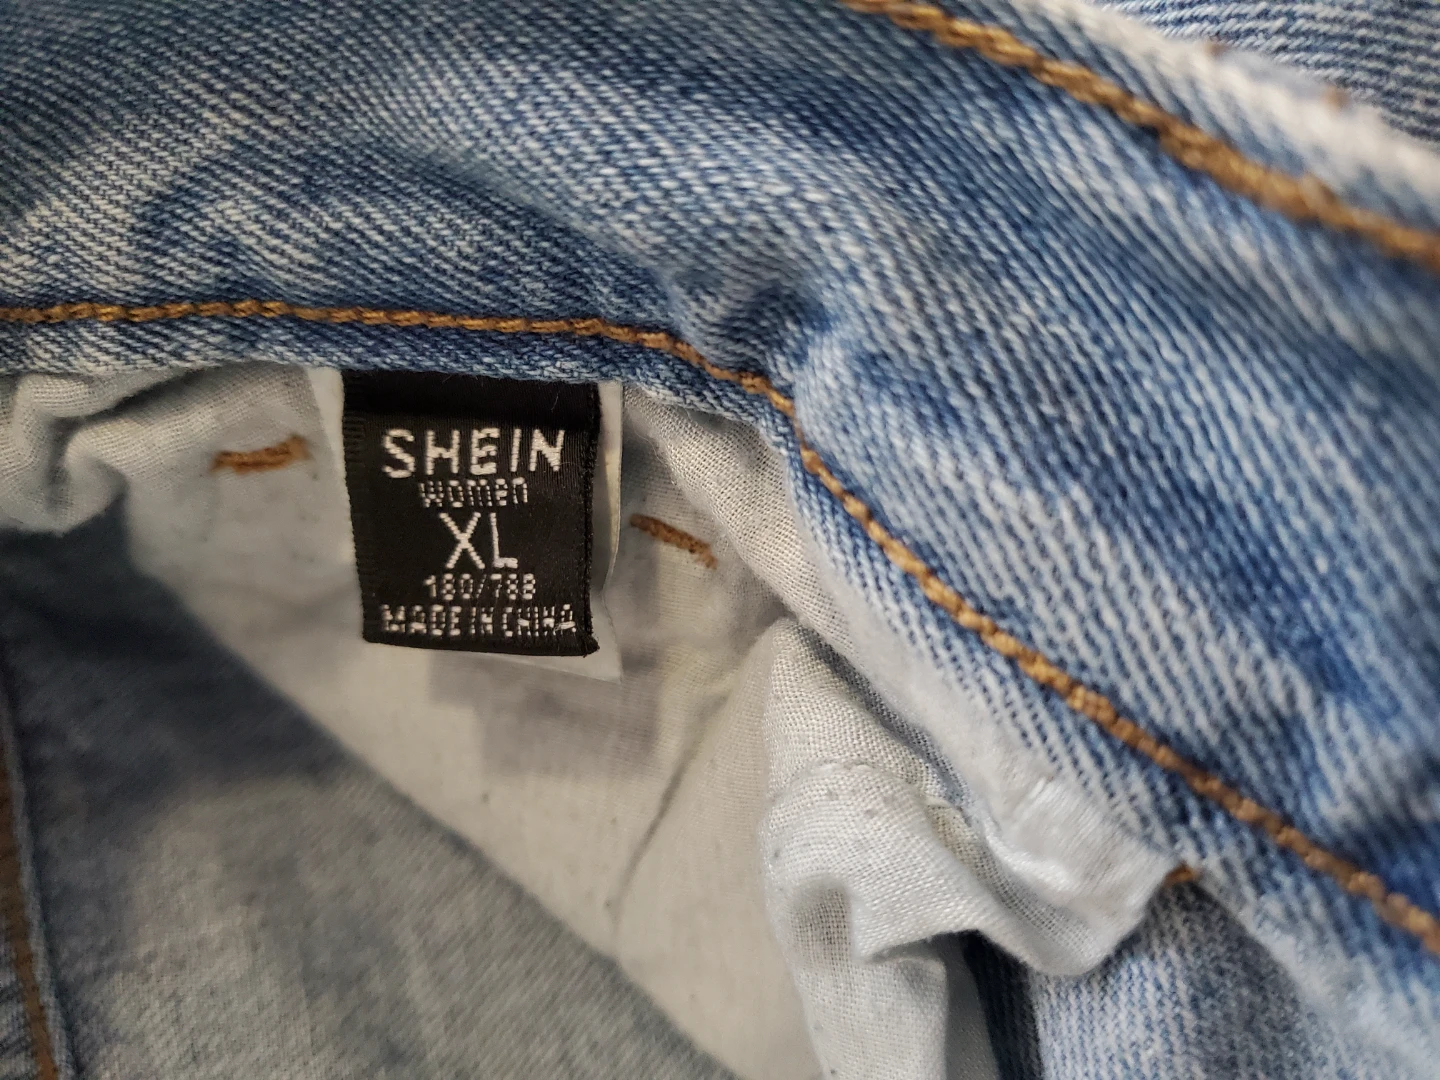 SHEIN
women
XL
180/78B
MADE IN CHINA